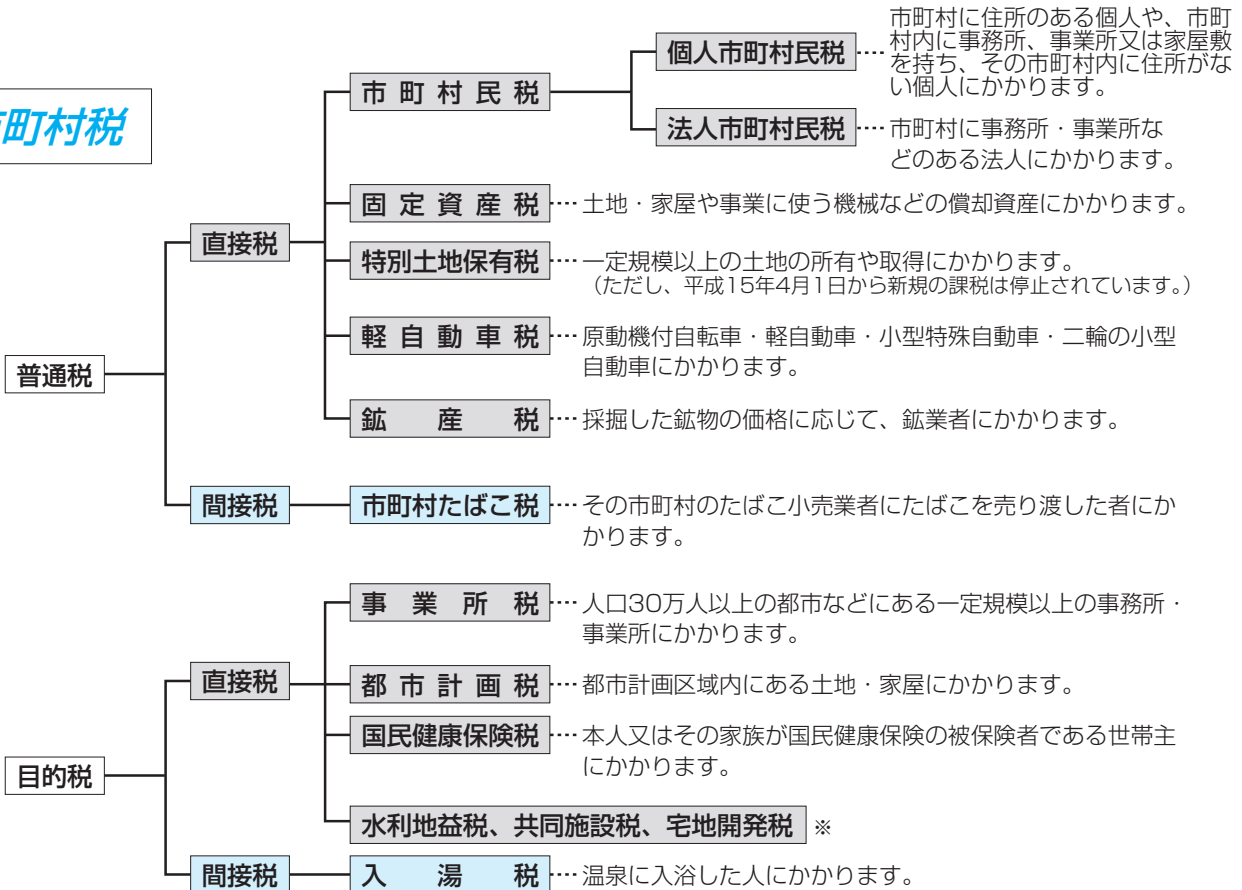 町村税
普通税
直接税
市町村民税
個人市町村民税
市町村に住所のある個人や、市町
村内に事務所、事業所又は家屋敷
を持ち、その市町村内に住所がな
い個人にかかります。
法人市町村民税
市町村に事務所・事業所な
どのある法人にかかります。
固定資産税
土地・家屋や事業に使う機械などの償却資産にかかります。
特別土地保有税
一定規模以上の土地の所有や取得にかかります。
（ただし、平成15年4月1日から新規の課税は停止されています。）
軽自動車税
原動機付自転車・軽自動車・小型特殊自動車・二輪の小型
自動車にかかります。
鉱産税
採掘した鉱物の価格に応じて、鉱業者にかかります。
間接税
市町村たばこ税
その市町村のたばこ小売業者にたばこを売り渡した者にか
かります。
目的税
直接税
事業所税
人口30万人以上の都市などにある一定規模以上の事務所・
事業所にかかります。
都市計画税
都市計画区域内にある土地・家屋にかかります。
国民健康保険税
本人又はその家族が国民健康保険の被保険者である世帯主
にかかります。
水利地益税、共同施設税、宅地開発税 ※
間接税
入湯税
温泉に入浴した人にかかります。